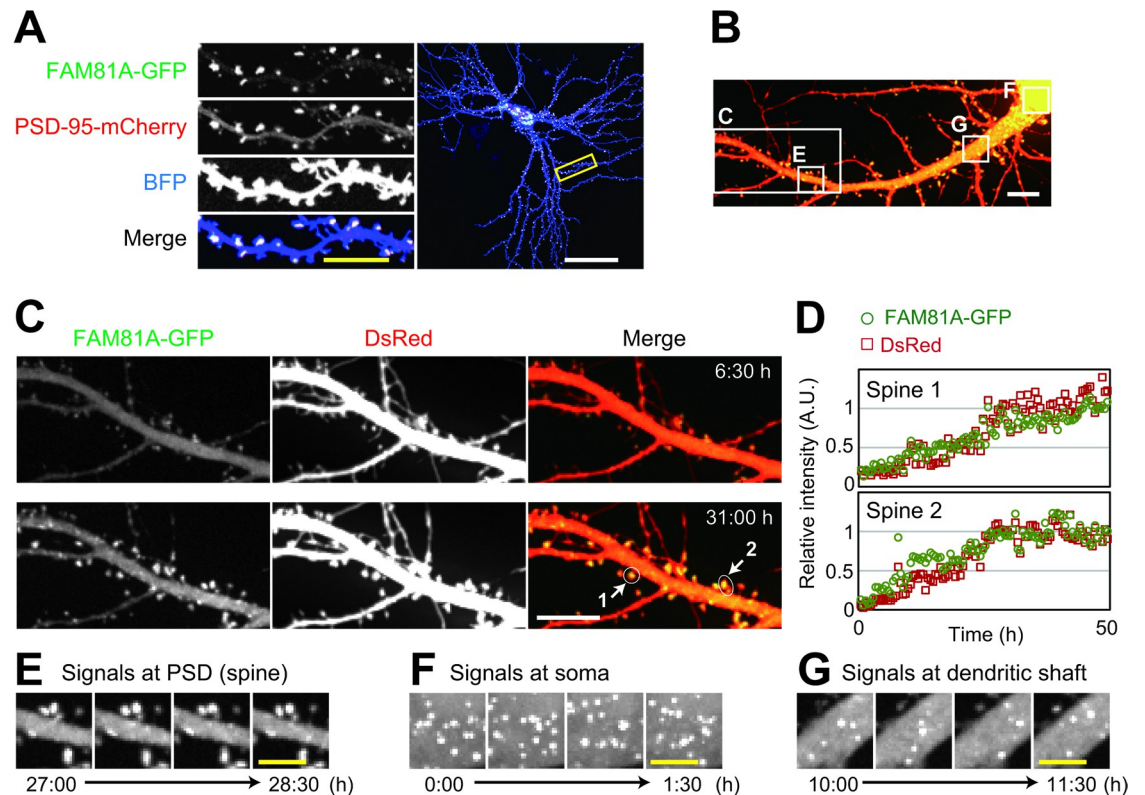 A
FAM81A-GFP
PSD-95-mCherry
BFP
Merge
B
C
E
G
F
C
FAM81A-GFP
DsRed
Merge
6:30 h
31:00 h
1
2
D
FAM81A-GFP
DsRed
Relative intensity (A.U.)
Spine 1
1
0.5
0
Spine 2
1
0.5
0
0
50
Time (h)
E Signals at PSD (spine)
27:00 28:30 (h)
F Signals at soma
0:00 1:30 (h)
G Signals at dendritic shaft
10:00 11:30 (h)